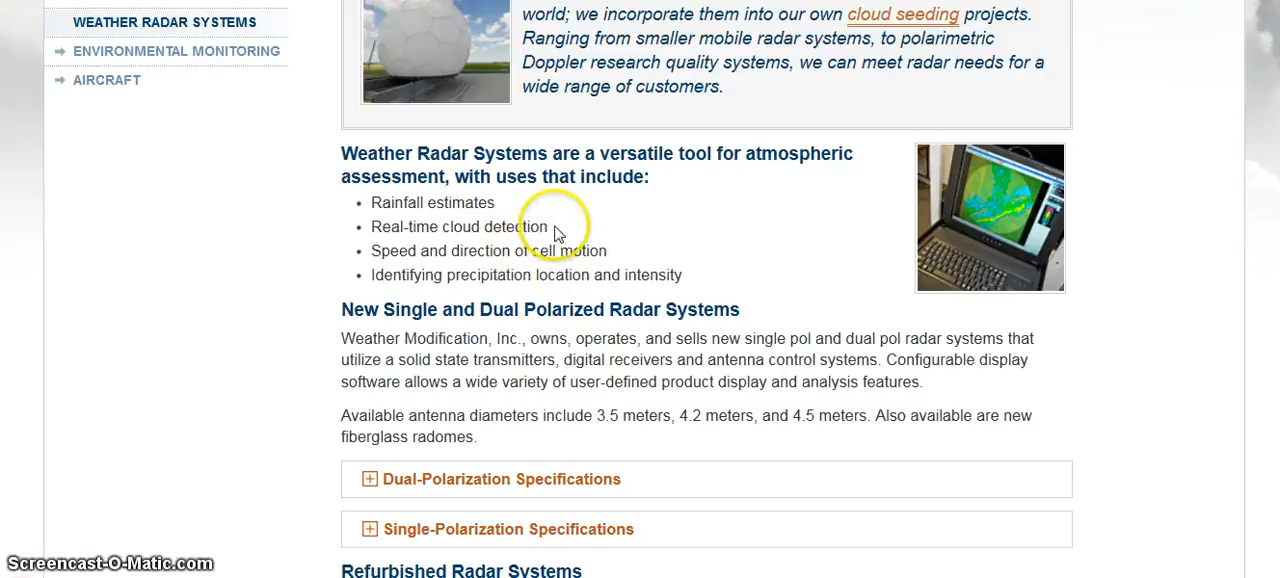 WEATHER RADAR SYSTEMS
ENVIRONMENTAL MONITORING
AIRCRAFT
world; we incorporate them into our own cloud seeding projects.
Ranging from smaller mobile radar systems, to polarimetric
Doppler research quality systems, we can meet radar needs for a
wide range of customers.
Weather Radar Systems are a versatile tool for atmospheric
assessment, with uses that include:
• Rainfall estimates
• Real-time cloud detection
• Speed and direction of cell motion
• Identifying precipitation location and intensity
New Single and Dual Polarized Radar Systems
Weather Modification, Inc., owns, operates, and sells new single pol and dual pol radar systems that
utilize a solid state transmitters, digital receivers and antenna control systems. Configurable display
software allows a wide variety of user-defined product display and analysis features.
Available antenna diameters include 3.5 meters, 4.2 meters, and 4.5 meters. Also available are new
fiberglass radomes.
Dual-Polarization Specifications
Single-Polarization Specifications
Refurbished Radar Systems
Screencast-O-Matic.com